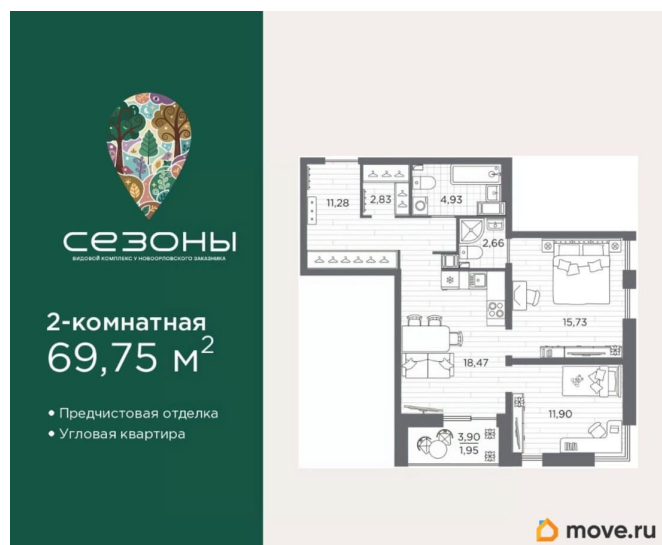 сезоны
ВИДОВОЙ КОМПЛЕКС У НОВООРЛОВСКОГО ЗАКАЗНИКА
2-комнатная
69,75 м²
• Предчистовая отделка
• Угловая квартира
11,28
2,83
4,93
2,66
15,73
18,47
11,90
3,90
1,95
move.ru